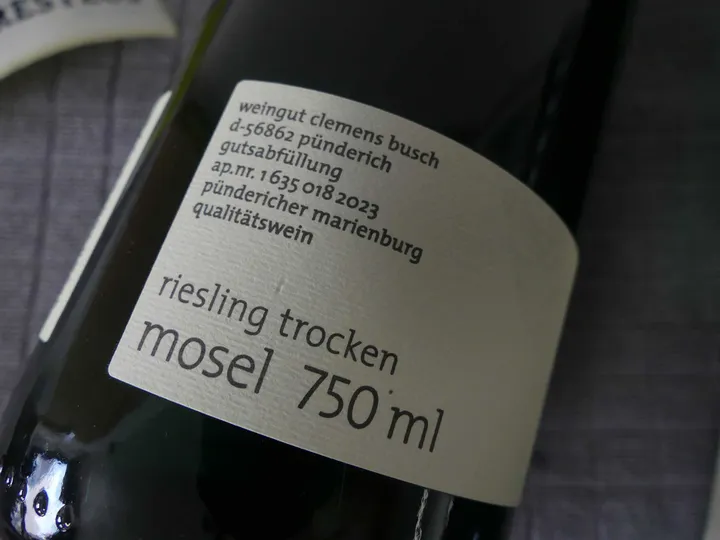 weingut clemens busch
d-56862 pünderich
gutsabfüllung
ap.nr. 1 635 018 2023
pündericher marienburg
qualitätswein
riesling trocken
mosel 750 ml